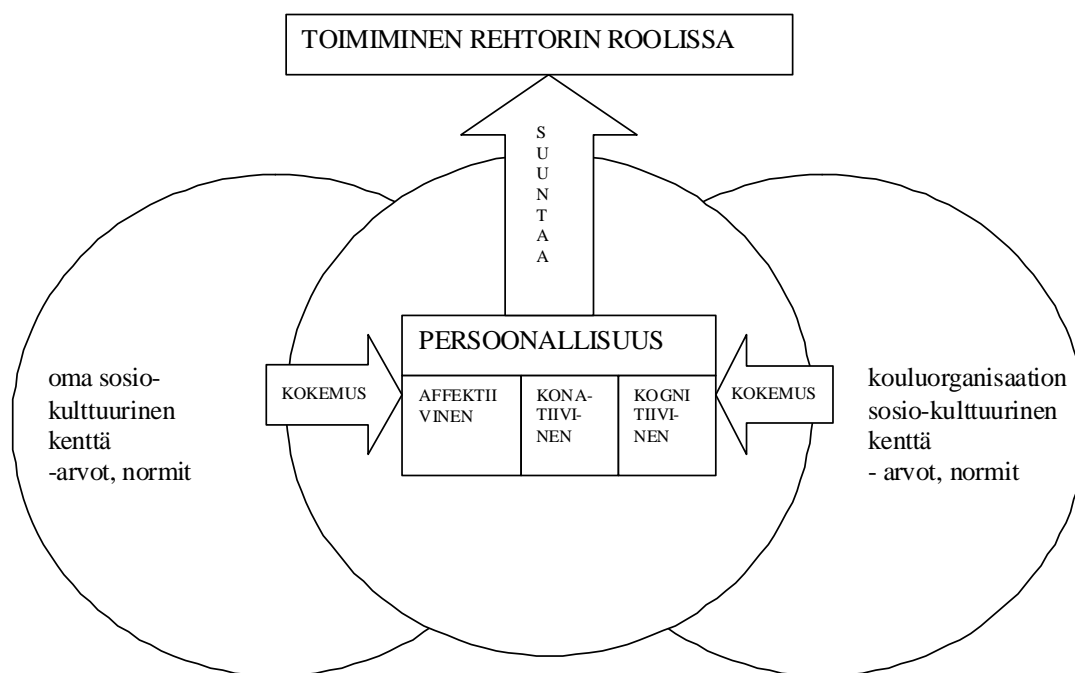 TOIMIMINEN REHTORIN ROOLISSA
SUUNTAA
oma sosio-
kulttuurinen
kenttä
-arvot, normit
KOKEMUS
PERSOONALLISUUS
AFFEKTII
VINEN
KONA-
TIIVI-
NEN
KOGNI
TIIVI-
NEN
KOKEMUS
kouluorganisaation
sosio-kulttuurinen
kenttä
- arvot, normit